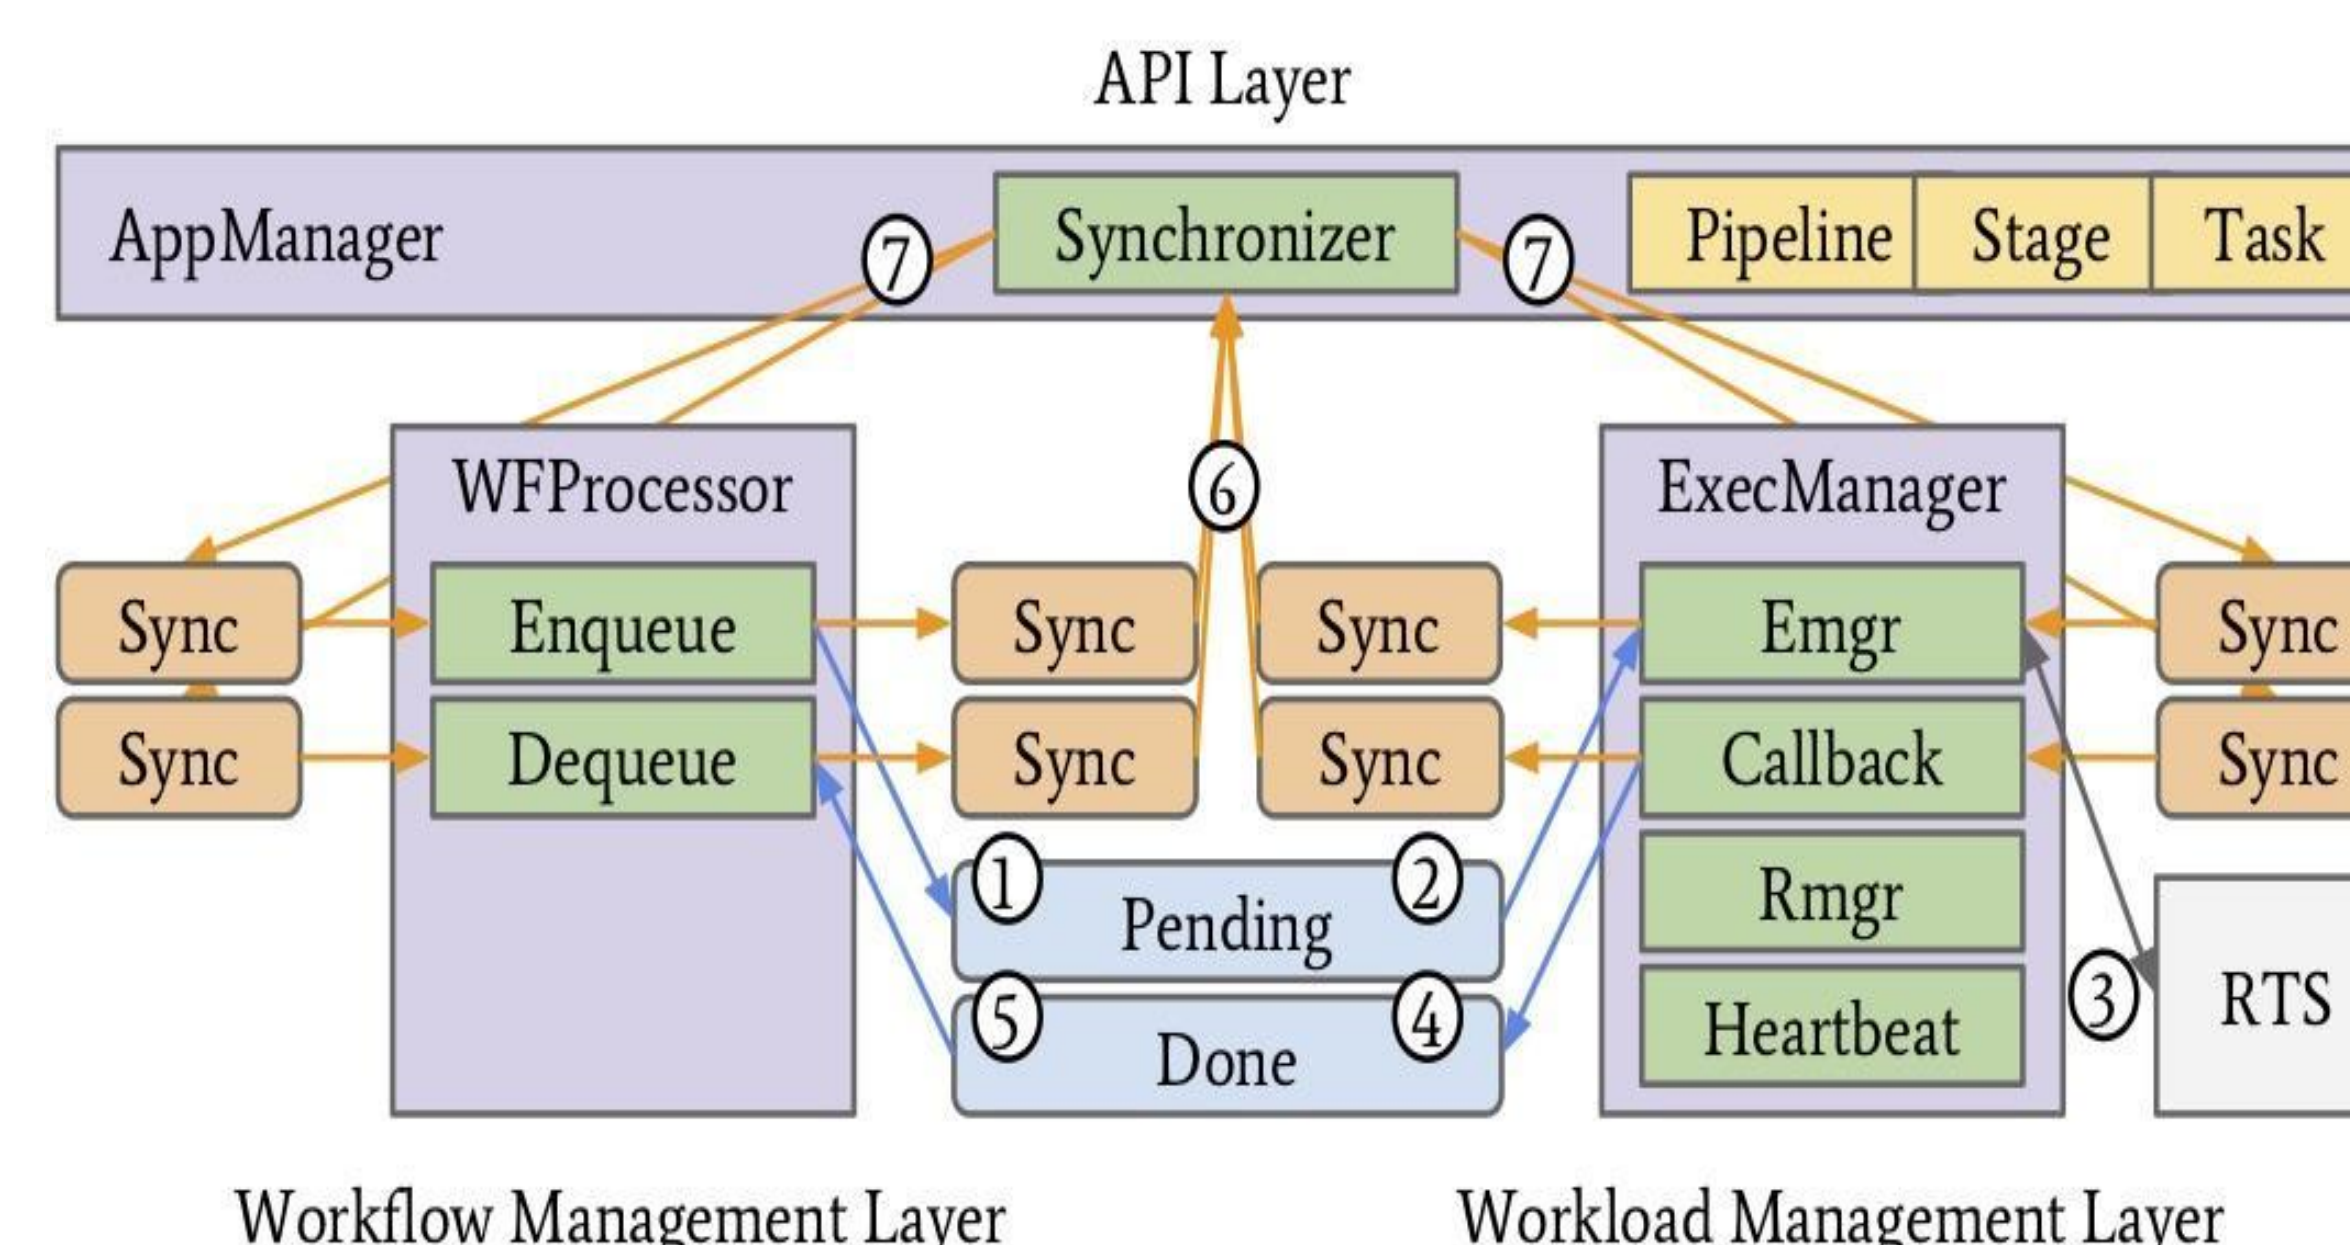 API Layer
AppManager
7
Synchronizer
7
Pipeline
Stage
Task
WFProcessor
6
ExecManager
Sync
Enqueue
Sync
Sync
Emgr
Sync
Sync
Dequeue
Sync
Sync
Callback
Sync
1
Pending
2
Rmgr
5
Done
4
Heartbeat
3
RTS
Workflow Management Layer
Workload Management Layer